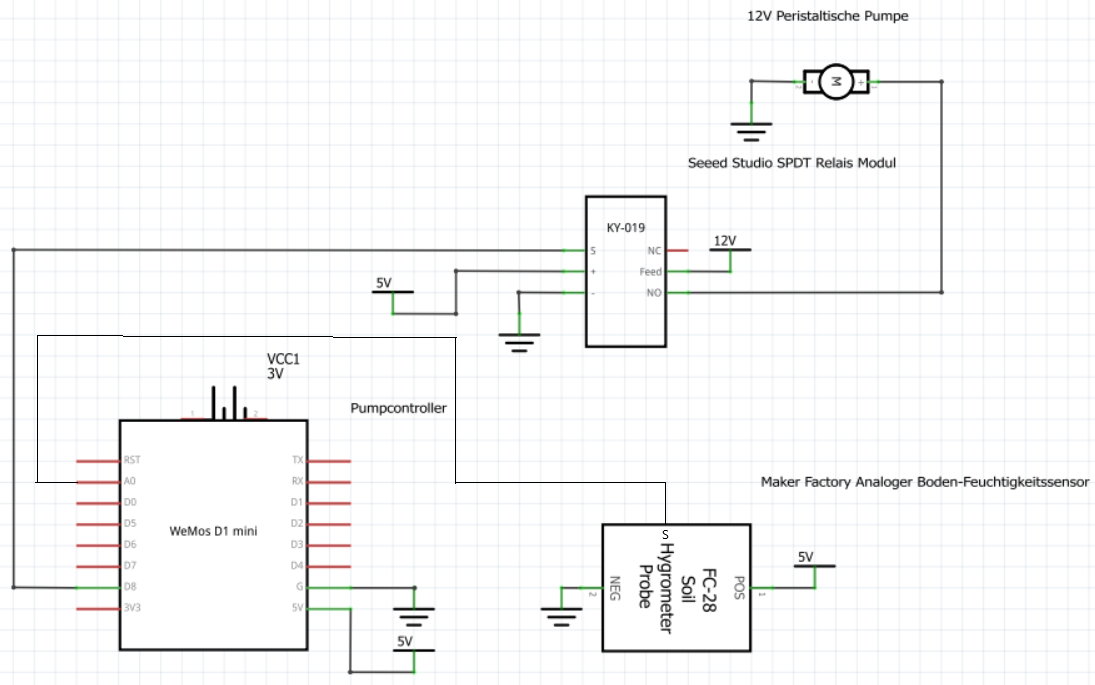 12V Peristaltische Pumpe
- M +
2 1
Seeed Studio SPDT Relais Modul
KY-019
S NC
12V
+ Feed
- NO
5V
VCC1
3V
1 2
Pumpcontroller
RST TX
A0 RX
D0 D1
D5 D2
D6 D3
D7 D4
D8 G
3V3 5V
WeMos D1 mini
5V
Maker Factory Analoger Boden-Feuchtigkeitssensor
S
FC-28
Soil
Hygrometer
Probe
NEG
2
POS
1
5V